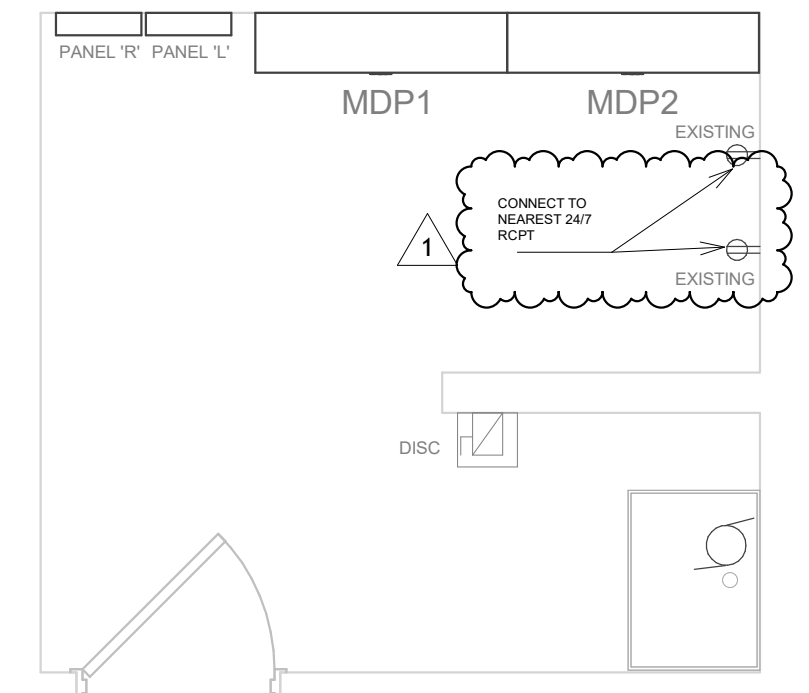 PANEL 'R' PANEL 'L'
MDP1
MDP2
EXISTING
CONNECT TO
NEAREST 24/7
RCPT
1
EXISTING
DISC